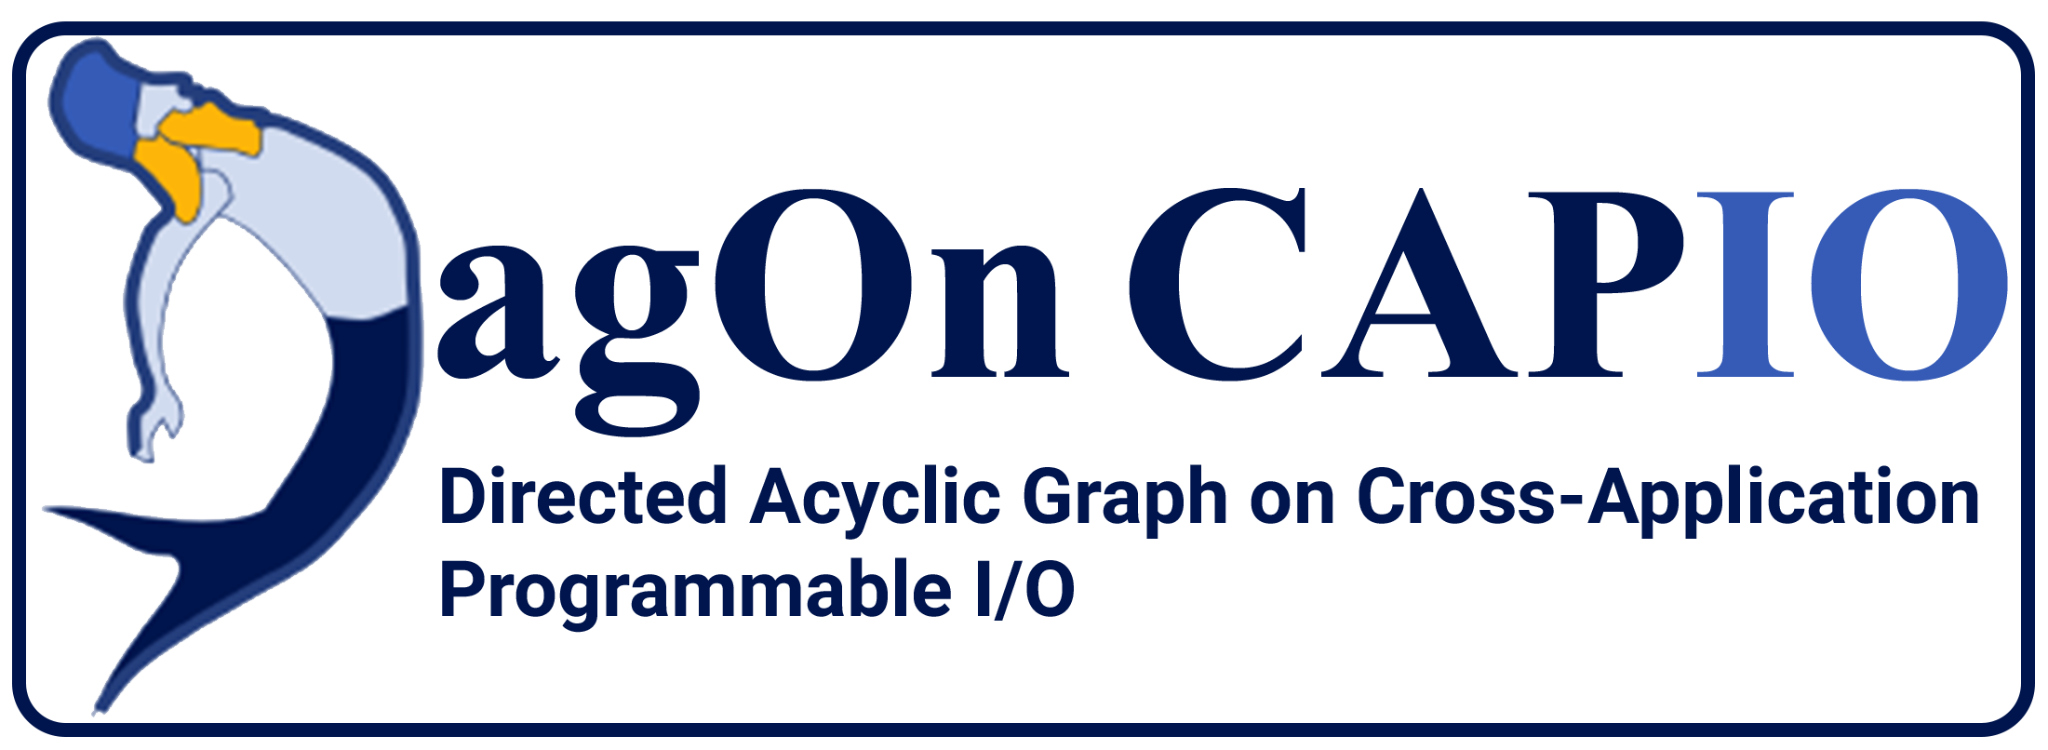 DagOn CAPIO
Directed Acyclic Graph on Cross-Application
Programmable I/O